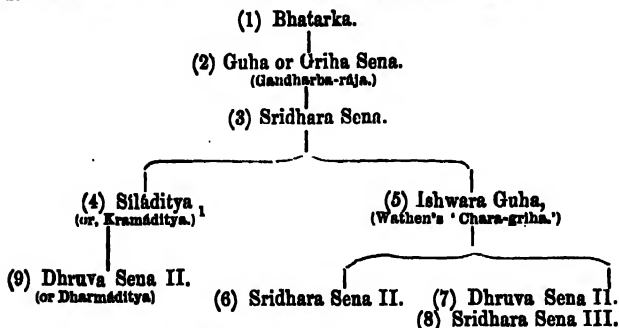 (1) Bhatarka.
(2) Guha or Griha Sena.
(Gandharba-rája.)
(3) Sridhara Sena.
(4) Síláditya 1
(or, Kramáditya.)
(5) Ishwara Guha,
(Wathen's ‘Chara-griha.’)
(9) Dhruva Sena II.
(or Dharmáditya)
(6) Sridhara Sena II.
(7) Dhruva Sena II.
(8) Sridhara Sena III.